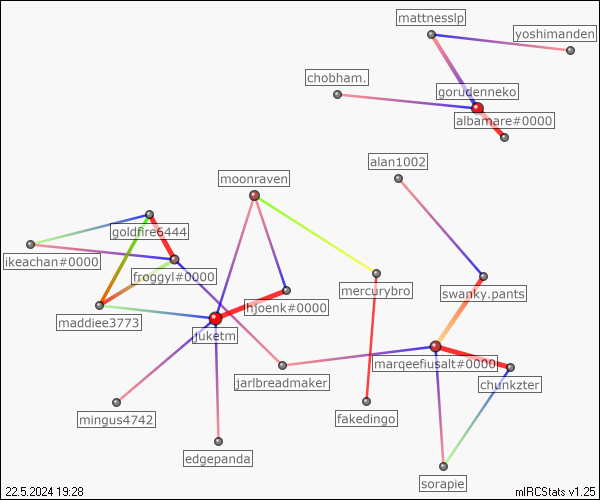 mattnesslp
yoshimanden
chobham.
gorudenneko
albamare#0000
alan1002
moonraven
goldfire6444
ikeachan#0000
froggyl#0000
mercurybro
swanky.pants
hjoenk#0000
maddiee3773
juketm
marqeefiusalt#0000
jarlbreadmaker
chunkzter
mingus4742
fakedingo
edgepanda
sorapie
22.5.2024 19:28
mIRCStats v1.25